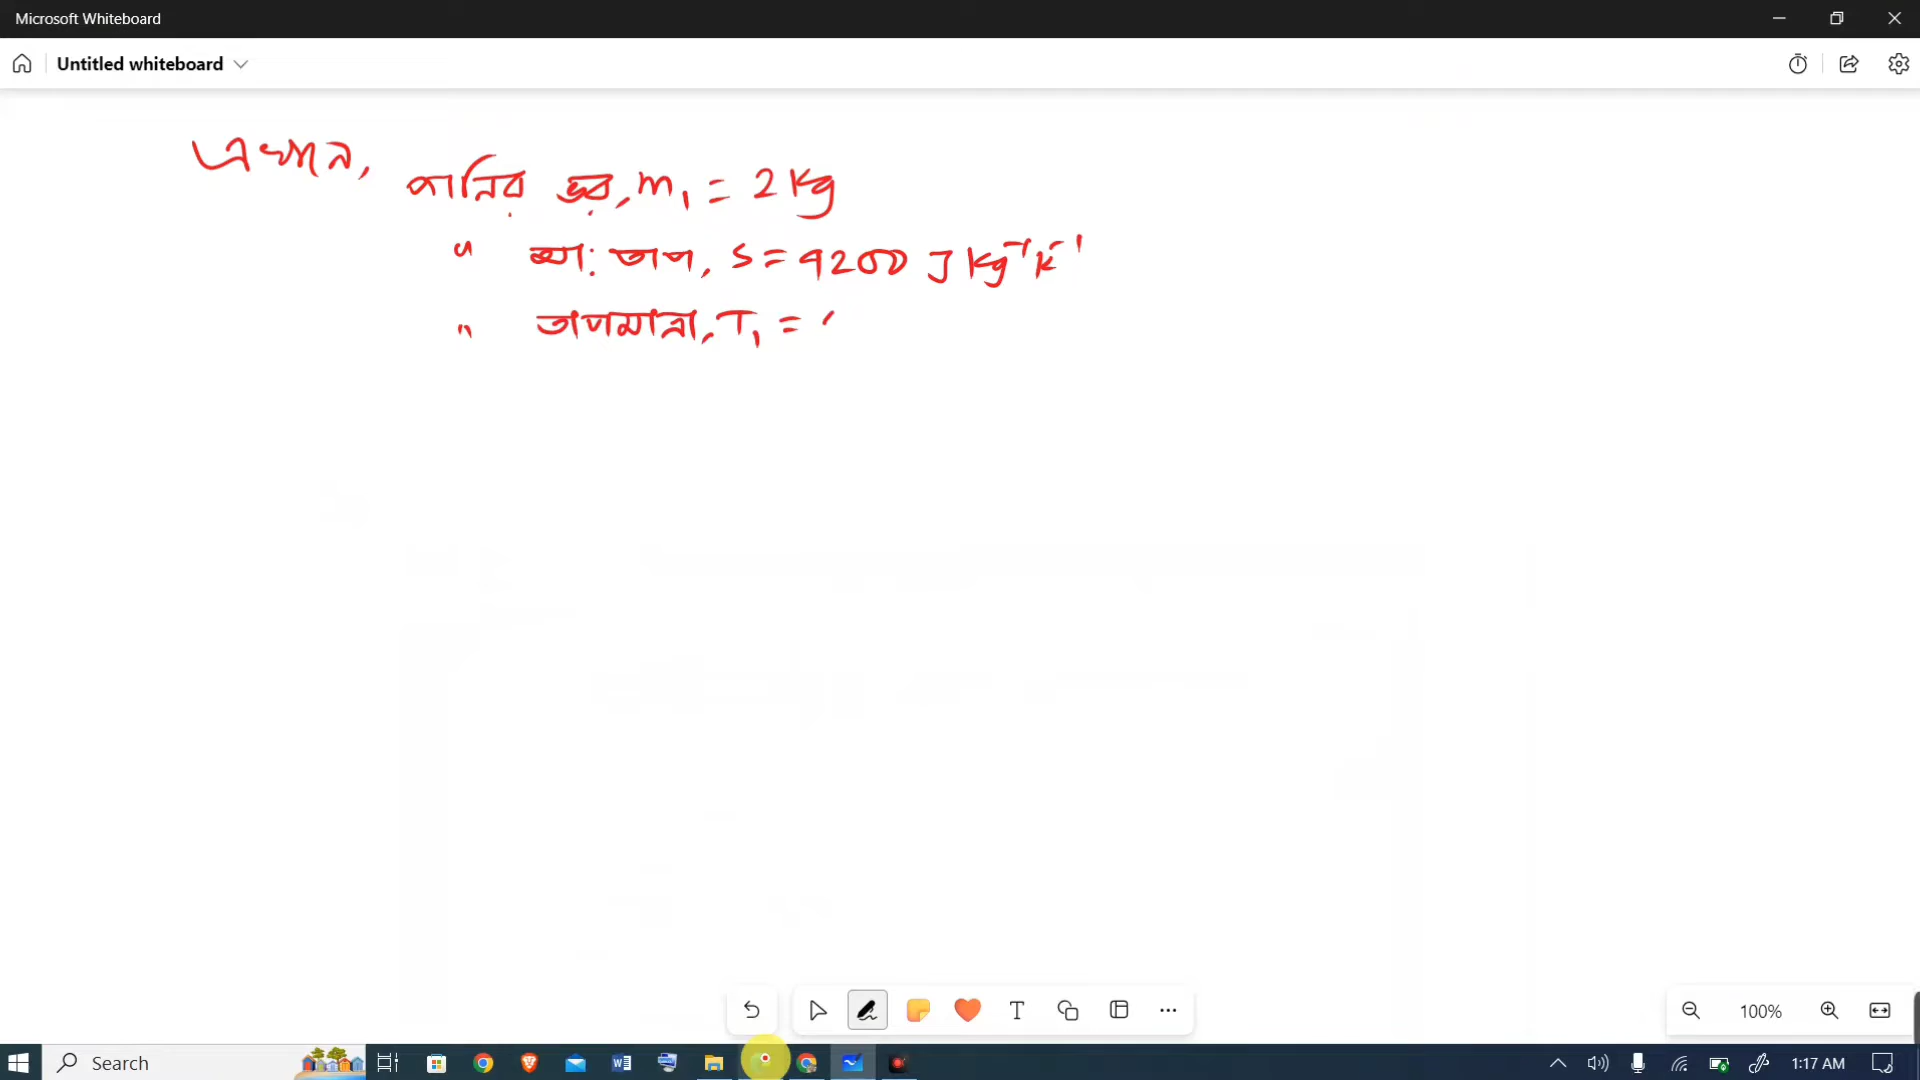 Microsoft Whiteboard
Untitled whiteboard
এখানে,
পানির ভর, m₁ = 2 kg
" আ: তাপ, S = 4200 J kg⁻¹ K⁻¹
" তাপমাত্রা, T₁ =
100%
Search
1:17 AM